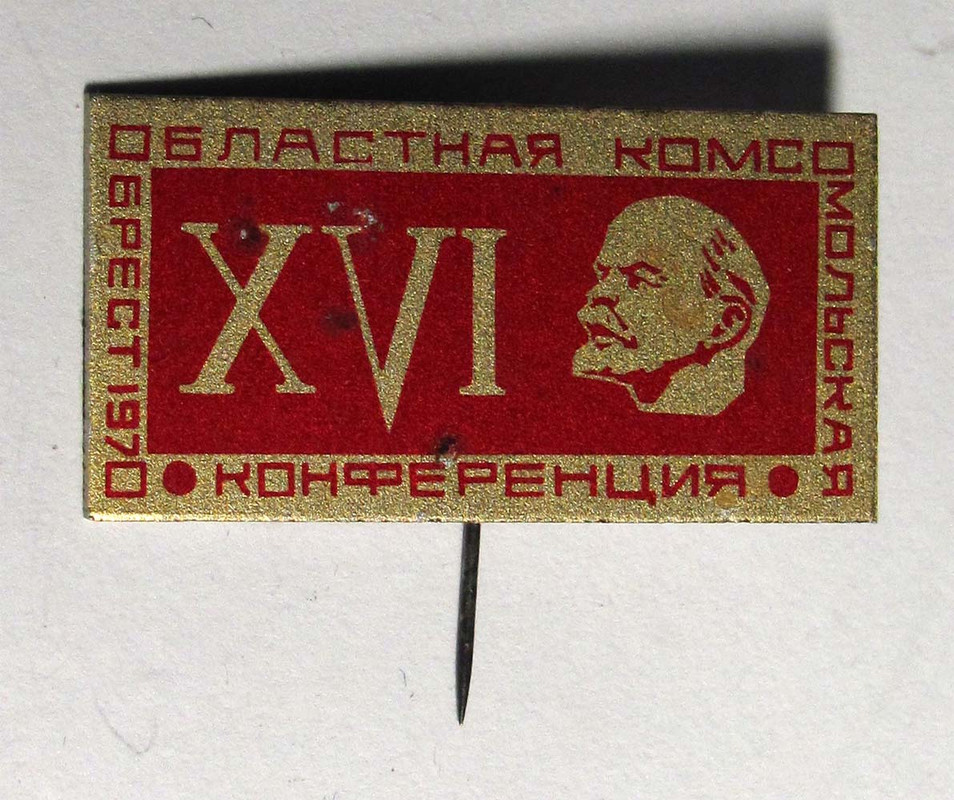 ОБЛАСТНАЯ КОМСОМОЛЬСКАЯ
XVI
КОНФЕРЕНЦИЯ
БРЕСТ 1970